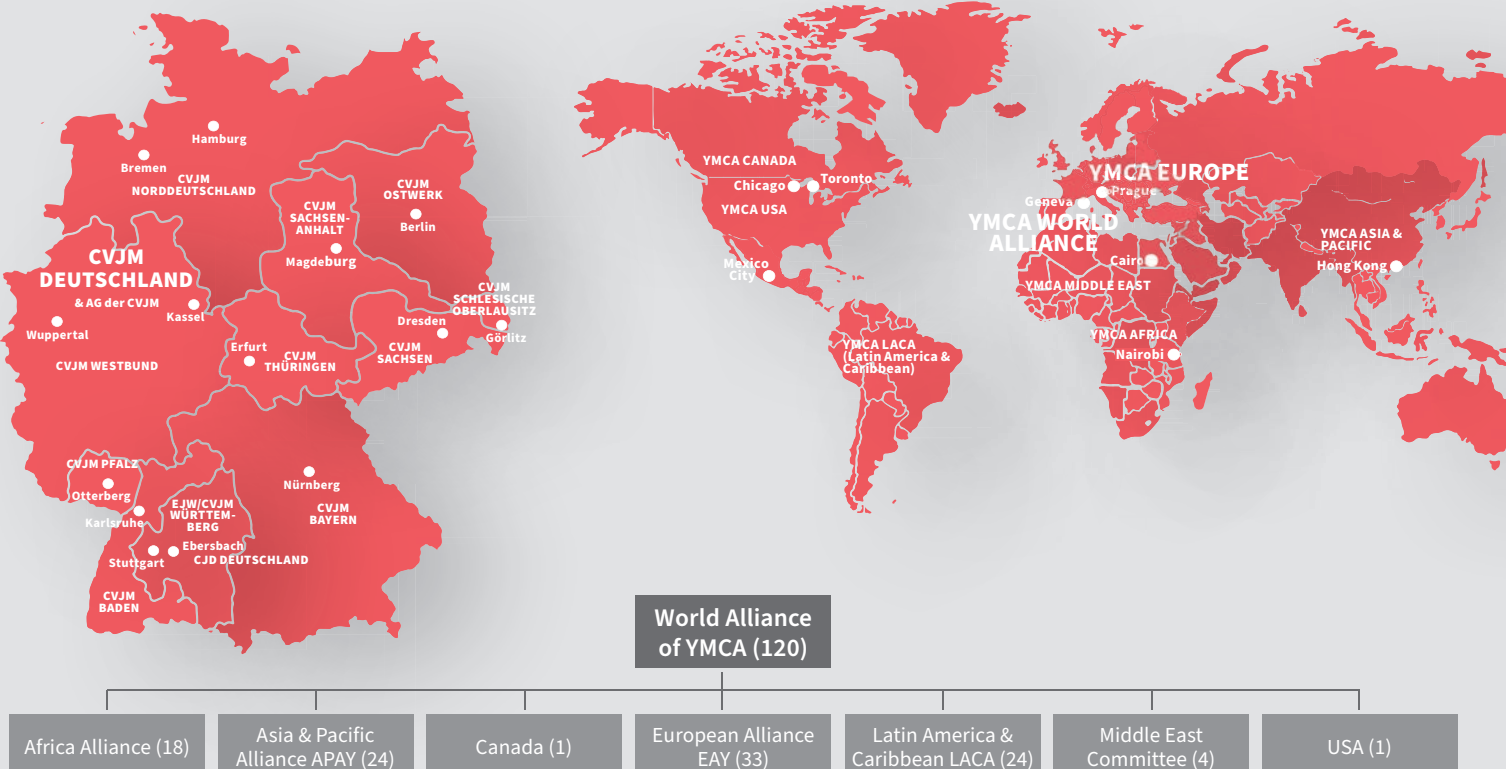 Hamburg
Bremen
CVJM
NORDDEUTSCHLAND
CVJM
OSTWERK
Berlin
CVJM
SACHSEN-
ANHALT
Magdeburg
CVJM
DEUTSCHLAND
& AG der CVJM
Kassel
Wuppertal
CVJM WESTBUND
CVJM
SCHLESISCHE
OBERLAUSITZ
Görlitz
Dresden
CVJM
SACHSEN
Erfurt
CVJM
THÜRINGEN
CVJM PFALZ
Otterberg
Karlsruhe
EJW/CVJM
WÜRTTEM-
BERG
Ebersbach
Stuttgart
CJD DEUTSCHLAND
CVJM
BADEN
Nürnberg
CVJM
BAYERN
YMCA CANADA
Chicago
Toronto
YMCA USA
Mexico
City
YMCA LACA
(Latin America &
Caribbean)
YMCA EUROPE
Prague
Geneva
YMCA WORLD
ALLIANCE
Cairo
YMCA MIDDLE EAST
YMCA AFRICA
Nairobi
YMCA ASIA &
PACIFIC
Hong Kong
World Alliance
of YMCA (120)
Africa Alliance (18)
Asia & Pacific
Alliance APAY (24)
Canada (1)
European Alliance
EAY (33)
Latin America &
Caribbean LACA (24)
Middle East
Committee (4)
USA (1)